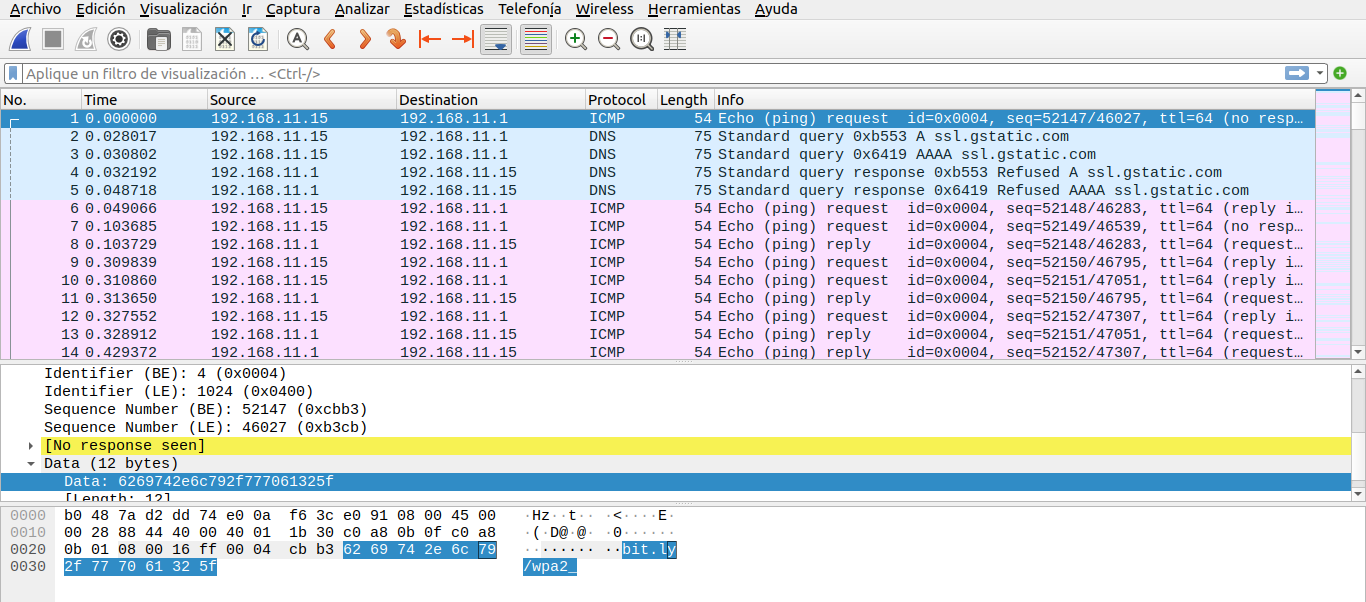 Archivo Edición Visualización Ir Captura Analizar Estadísticas Telefonía Wireless Herramientas Ayuda
Aplique un filtro de visualización … <Ctrl-/>
No. Time Source Destination Protocol Length Info
1 0.000000 192.168.11.15 192.168.11.1 ICMP 54 Echo (ping) request id=0x0004, seq=52147/46027, ttl=64 (no resp…
2 0.028017 192.168.11.15 192.168.11.1 DNS 75 Standard query 0xb553 A ssl.gstatic.com
3 0.030802 192.168.11.15 192.168.11.1 DNS 75 Standard query 0x6419 AAAA ssl.gstatic.com
4 0.032192 192.168.11.1 192.168.11.15 DNS 75 Standard query response 0xb553 Refused A ssl.gstatic.com
5 0.048718 192.168.11.1 192.168.11.15 DNS 75 Standard query response 0x6419 Refused AAAA ssl.gstatic.com
6 0.049066 192.168.11.15 192.168.11.1 ICMP 54 Echo (ping) request id=0x0004, seq=52148/46283, ttl=64 (reply i…
7 0.103685 192.168.11.15 192.168.11.1 ICMP 54 Echo (ping) request id=0x0004, seq=52149/46539, ttl=64 (no resp…
8 0.103729 192.168.11.1 192.168.11.15 ICMP 54 Echo (ping) reply id=0x0004, seq=52148/46283, ttl=64 (request…
9 0.309839 192.168.11.15 192.168.11.1 ICMP 54 Echo (ping) request id=0x0004, seq=52150/46795, ttl=64 (reply i…
10 0.310860 192.168.11.15 192.168.11.1 ICMP 54 Echo (ping) request id=0x0004, seq=52151/47051, ttl=64 (reply i…
11 0.313650 192.168.11.1 192.168.11.15 ICMP 54 Echo (ping) reply id=0x0004, seq=52150/46795, ttl=64 (request…
12 0.327552 192.168.11.15 192.168.11.1 ICMP 54 Echo (ping) request id=0x0004, seq=52152/47307, ttl=64 (reply i…
13 0.328912 192.168.11.1 192.168.11.15 ICMP 54 Echo (ping) reply id=0x0004, seq=52151/47051, ttl=64 (request…
14 0.429372 192.168.11.1 192.168.11.15 ICMP 54 Echo (ping) reply id=0x0004, seq=52152/47307, ttl=64 (request…
Identifier (BE): 4 (0x0004)
Identifier (LE): 1024 (0x0400)
Sequence Number (BE): 52147 (0xcbb3)
Sequence Number (LE): 46027 (0xb3cb)
[No response seen]
Data (12 bytes)
Data: 6269742e6c792f777061325f
[Length: 12]
0000 b0 48 7a d2 dd 74 e0 0a f6 3c e0 91 08 00 45 00 ·Hz··t·· ·<····E·
0010 00 28 88 44 40 00 40 01 1b 30 c0 a8 0b 0f c0 a8 ·(·D@·@· ·0······
0020 0b 01 08 00 16 ff 00 04 cb b3 62 69 74 2e 6c 79 ········ ··bit.ly
0030 2f 77 70 61 32 5f /wpa2_